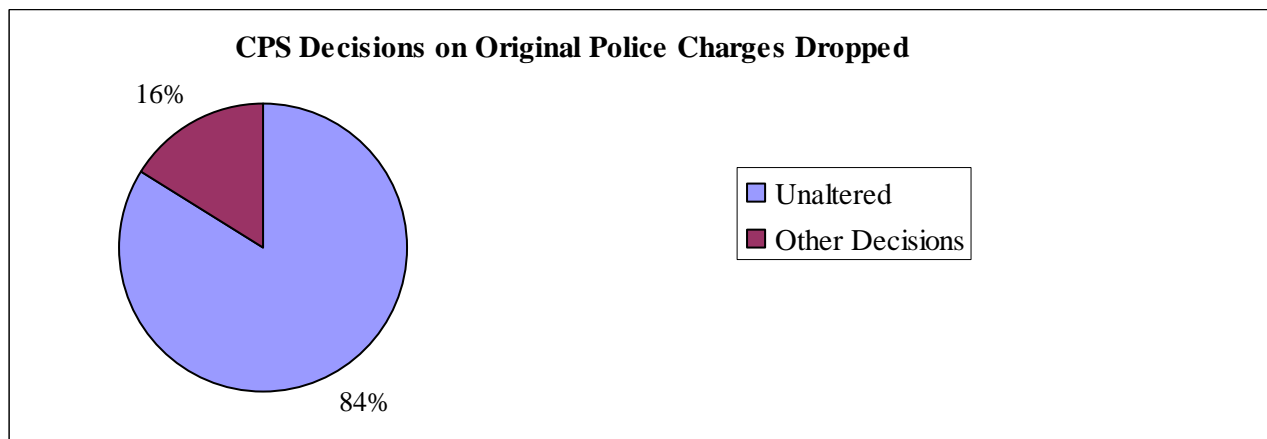 CPS Decisions on Original Police Charges Dropped
16%
Unaltered
Other Decisions
84%